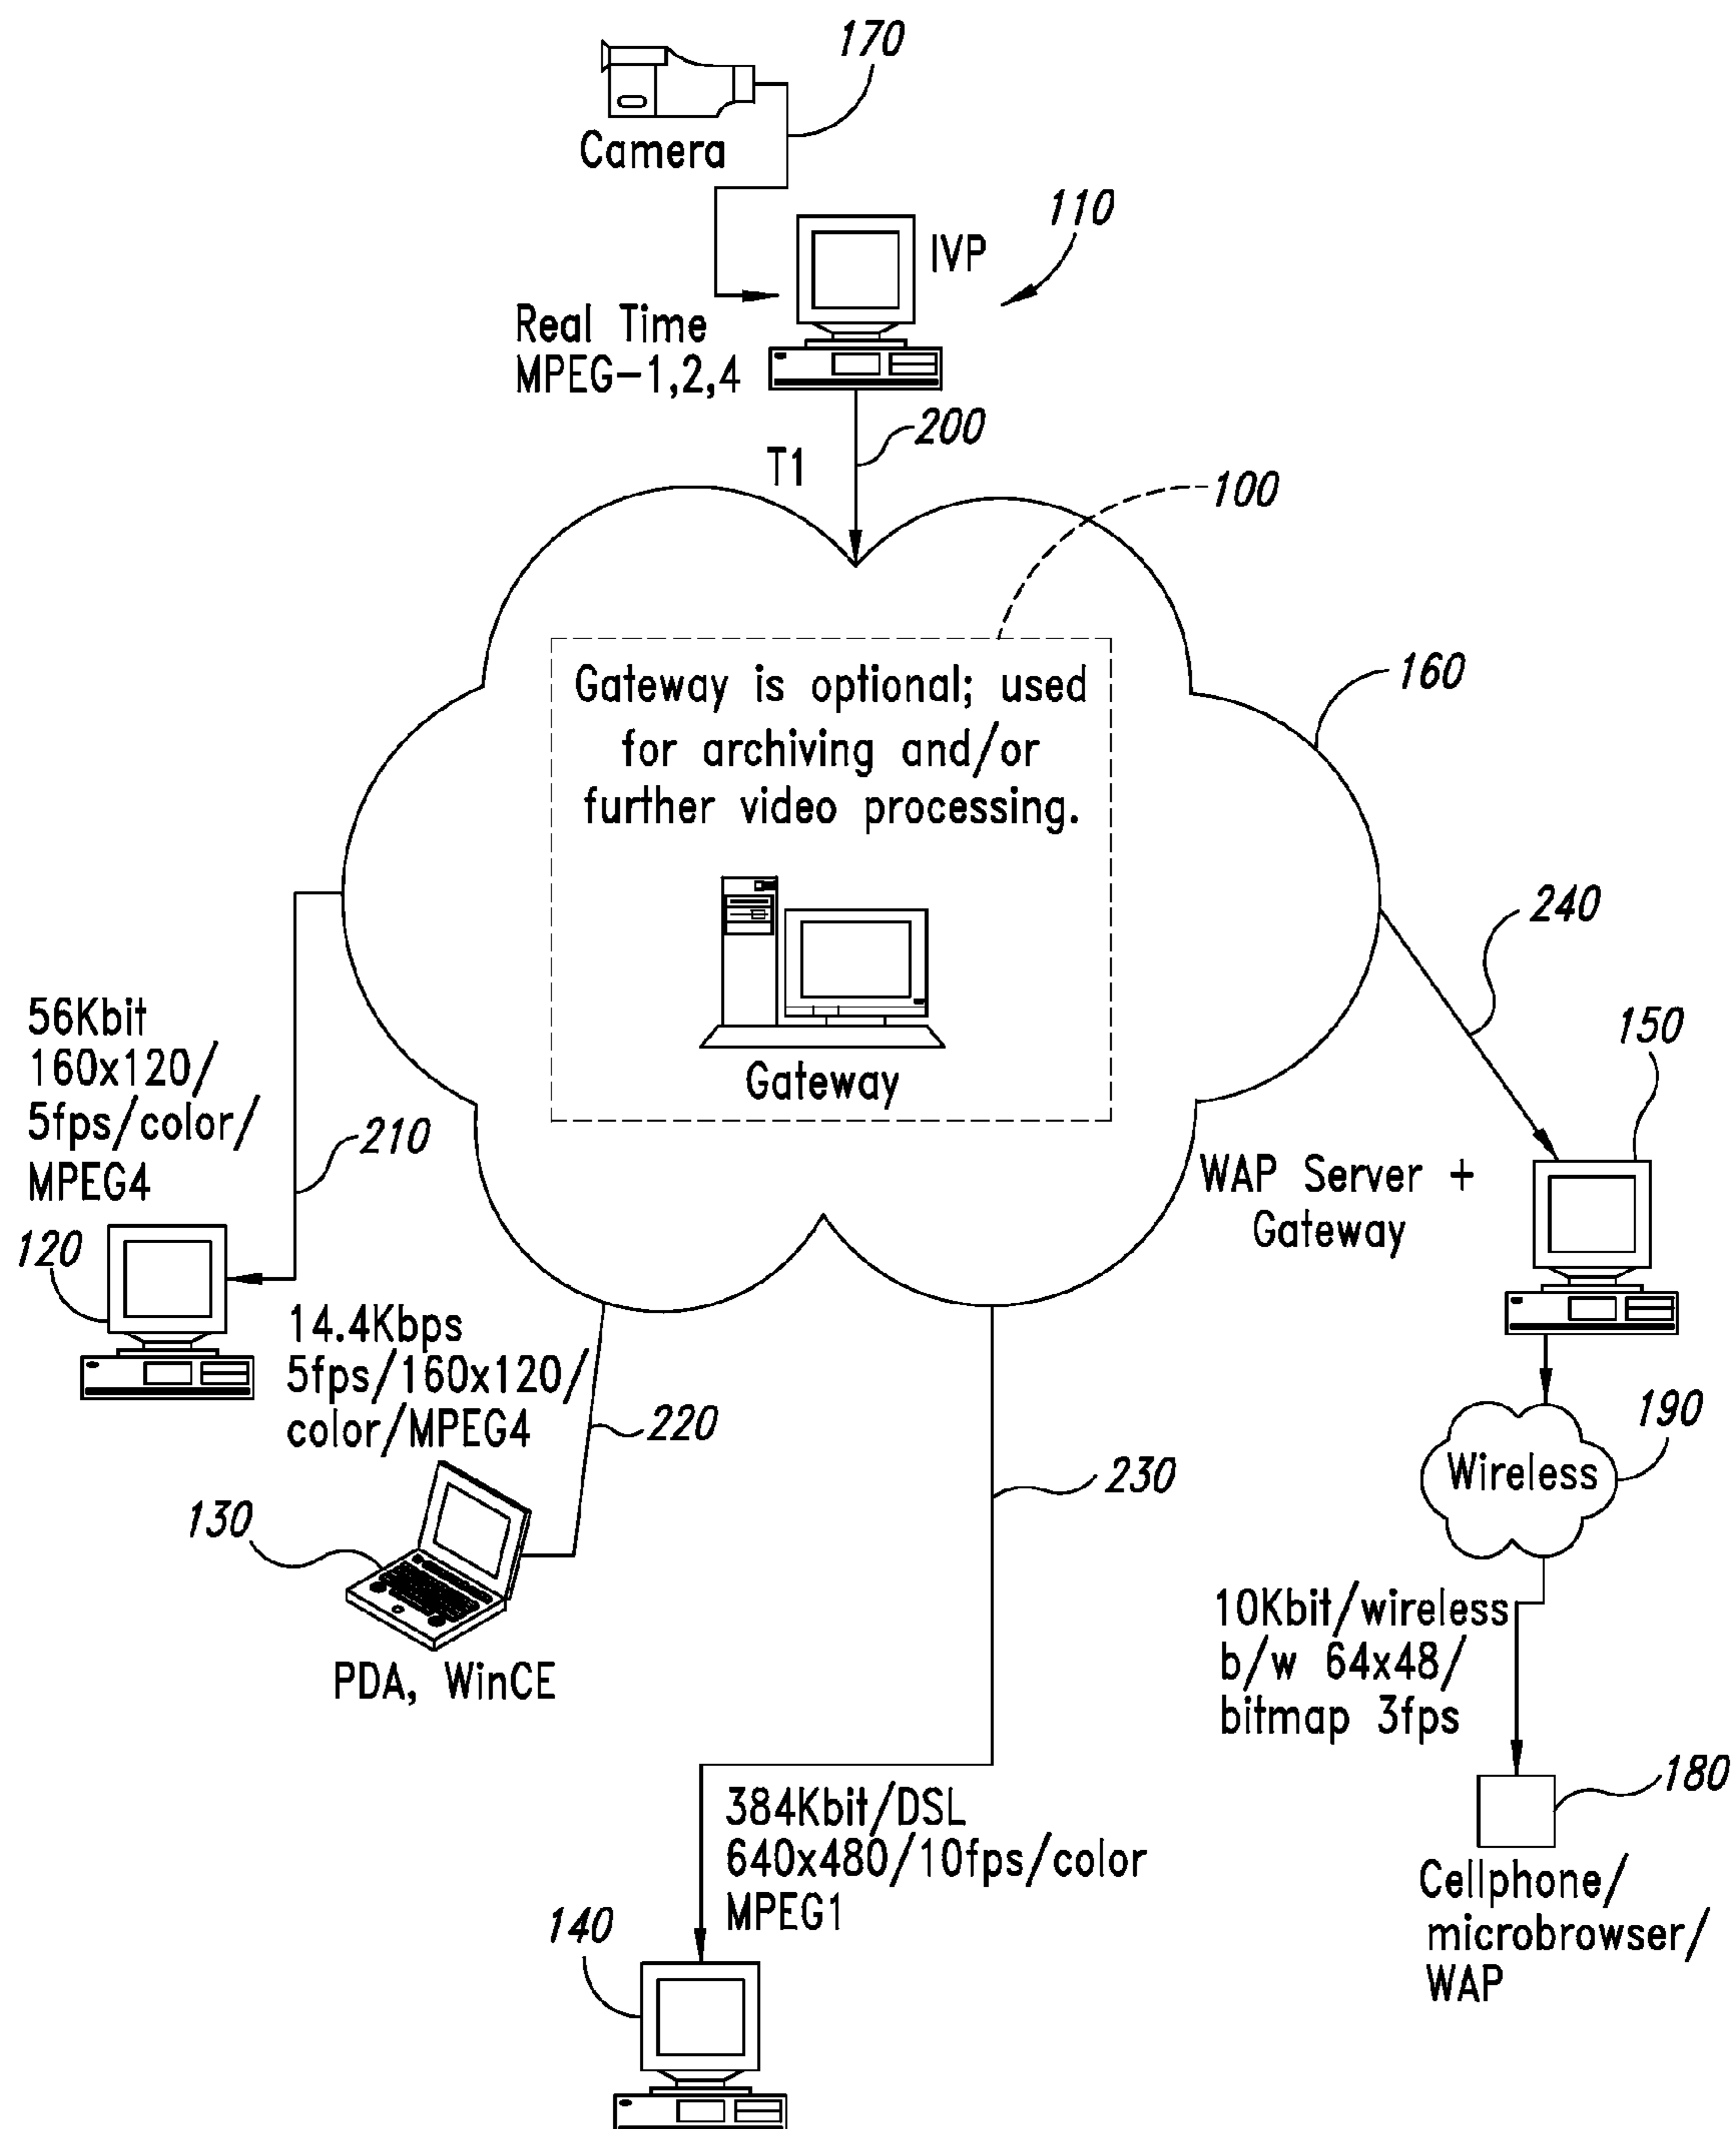 170
Camera
110
IVP
Real Time
MPEG-1,2,4
200
T1
100
Gateway is optional; used
for archiving and/or
further video processing.
160
Gateway
240
150
56Kbit
160x120/
5fps/color/
MPEG4
210
120
WAP Server +
Gateway
14.4Kbps
5fps/160x120/
color/MPEG4
220
130
PDA, WinCE
230
190
Wireless
10Kbit/wireless
b/w 64x48/
bitmap 3fps
180
Cellphone/
microbrowser/
WAP
384Kbit/DSL
640x480/10fps/color
MPEG1
140